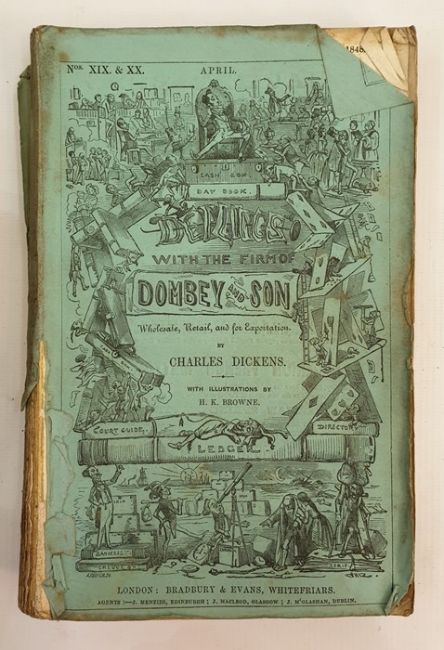 Nos. XIX. & XX. APRIL. 1848.
CASH BOX.
DAY BOOK.
DEALINGS
WITH THE FIRM OF
DOMBEY AND SON
Wholesale, Retail, and for Exportation.
BY
CHARLES DICKENS.
WITH ILLUSTRATIONS BY
H. K. BROWNE.
COURT GUIDE. DIRECTORY
LEDGER
LONDON: BRADBURY & EVANS, WHITEFRIARS.
AGENTS:—J. MENZIES, EDINBURGH; J. MACLEOD, GLASGOW; J. M'GLASHAN, DUBLIN.